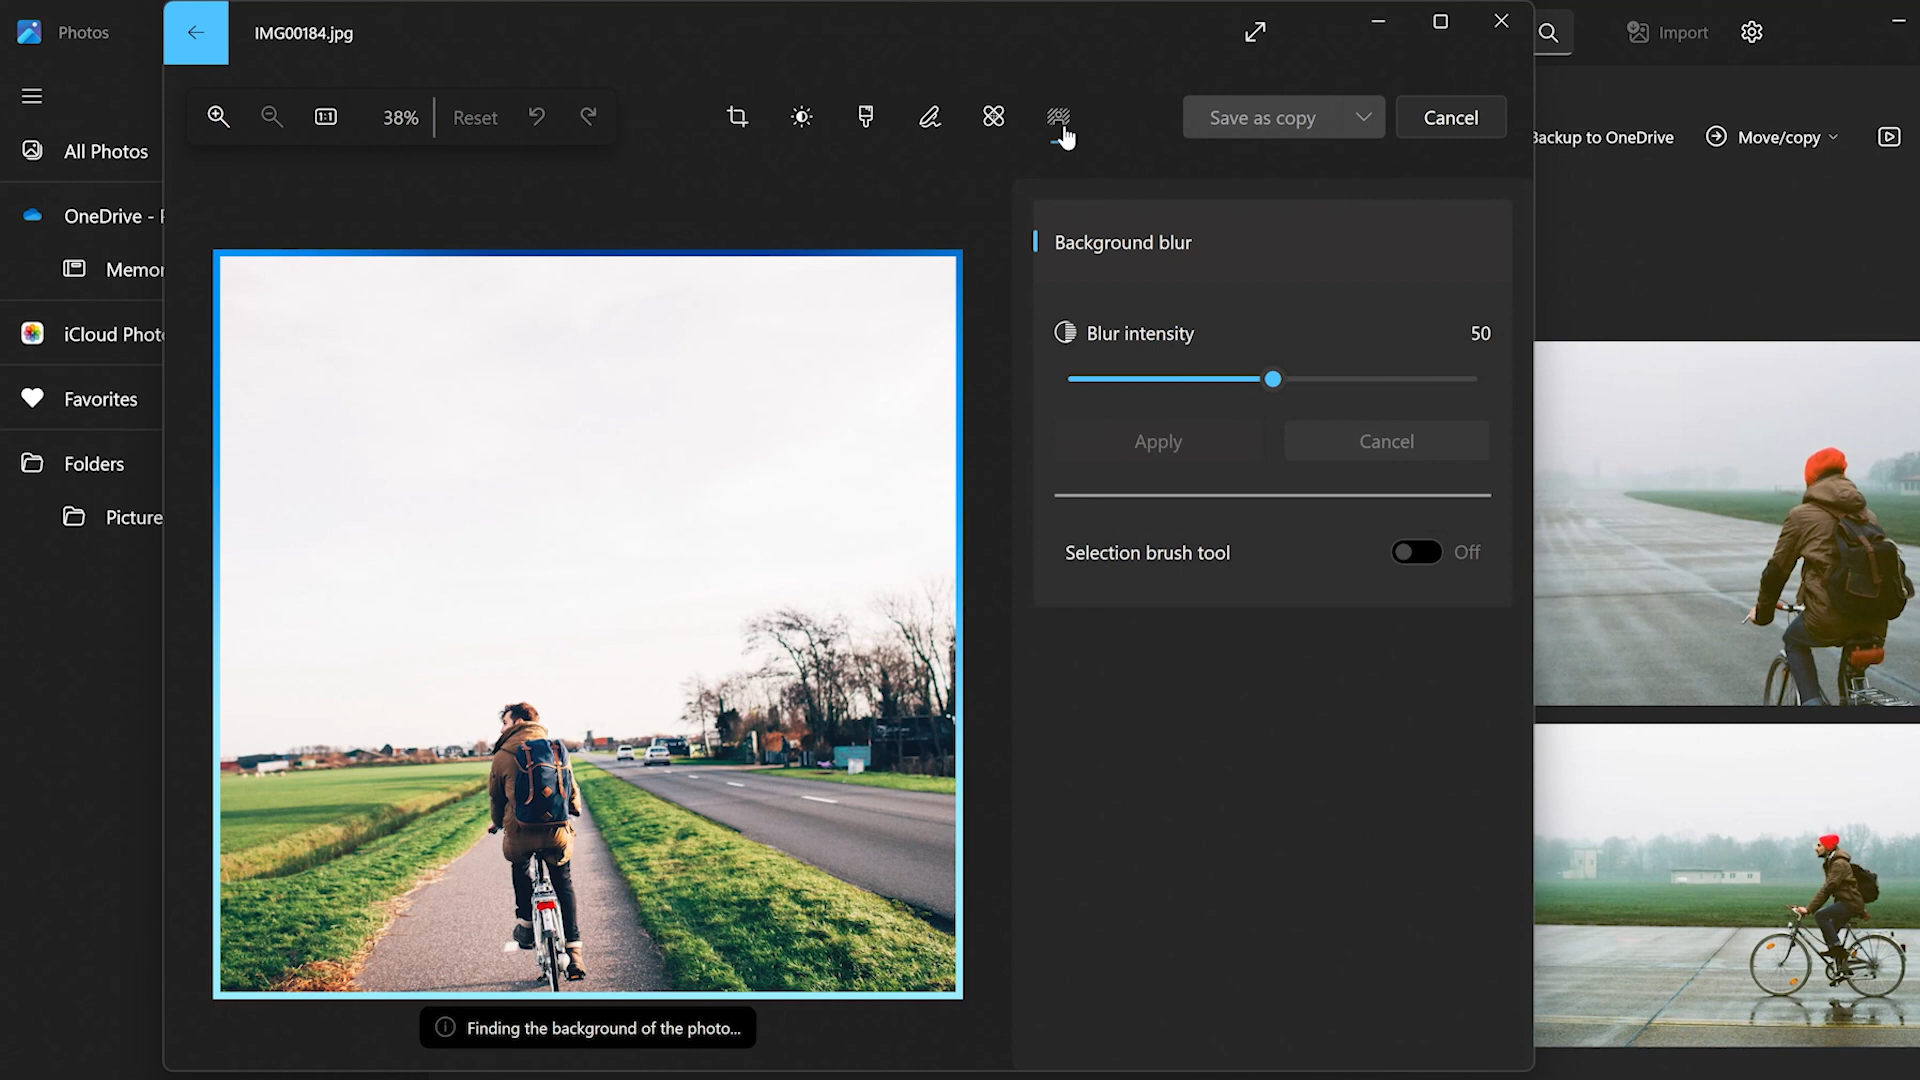 Photos
IMG00184.jpg
Import
38%
Reset
Save as copy
Cancel
Backup to OneDrive
Move/copy
All Photos
OneDrive -
Memor
iCloud Phot
Favorites
Folders
Picture
Background blur
Blur intensity
50
Apply
Cancel
Selection brush tool
Off
Finding the background of the photo...